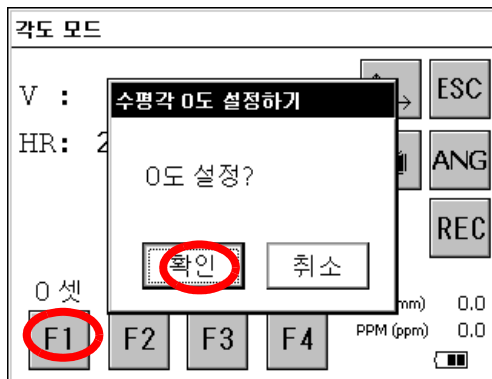 각도 모드
V :
ESC
수평각 0도 설정하기
HR: 2
ANG
0도 설정?
REC
확인
취소
0 셋
mm) 0.0
F1
F2
F3
F4
PPM (ppm) 0.0